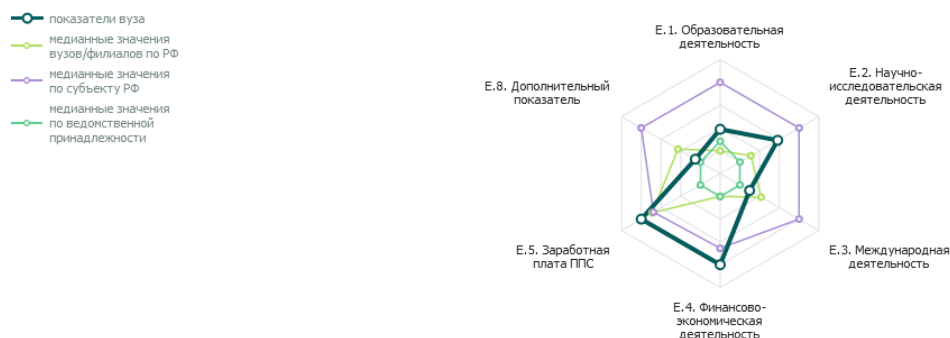 показатели вуза
медианные значения
вузов/филиалов по РФ
медианные значения
по субъекту РФ
медианные значения
по ведомственной
принадлежности
E.1. Образовательная
деятельность
E.2. Научно-
исследовательская
деятельность
E.8. Дополнительный
показатель
E.5. Заработная
плата ППС
E.3. Международная
деятельность
E.4. Финансово-
экономическая
деятельность